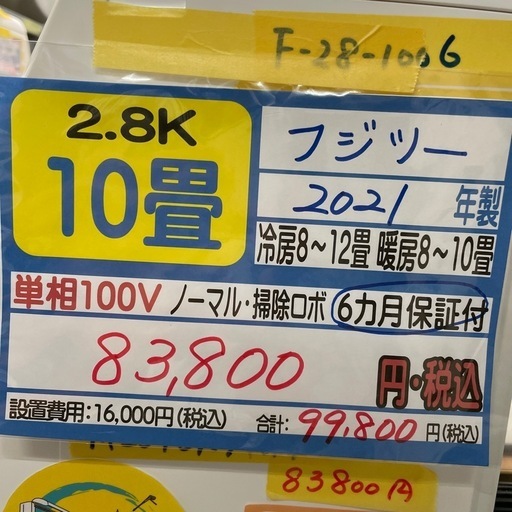 F-28-1006
2.8K
10畳
フジツー
2021 年製
冷房8～12畳 暖房8～10畳
単相100V ノーマル・掃除ロボ 6カ月保証付
83,800 円・税込
設置費用:16,000円(税込) 合計:99,800円(税込)
83800円